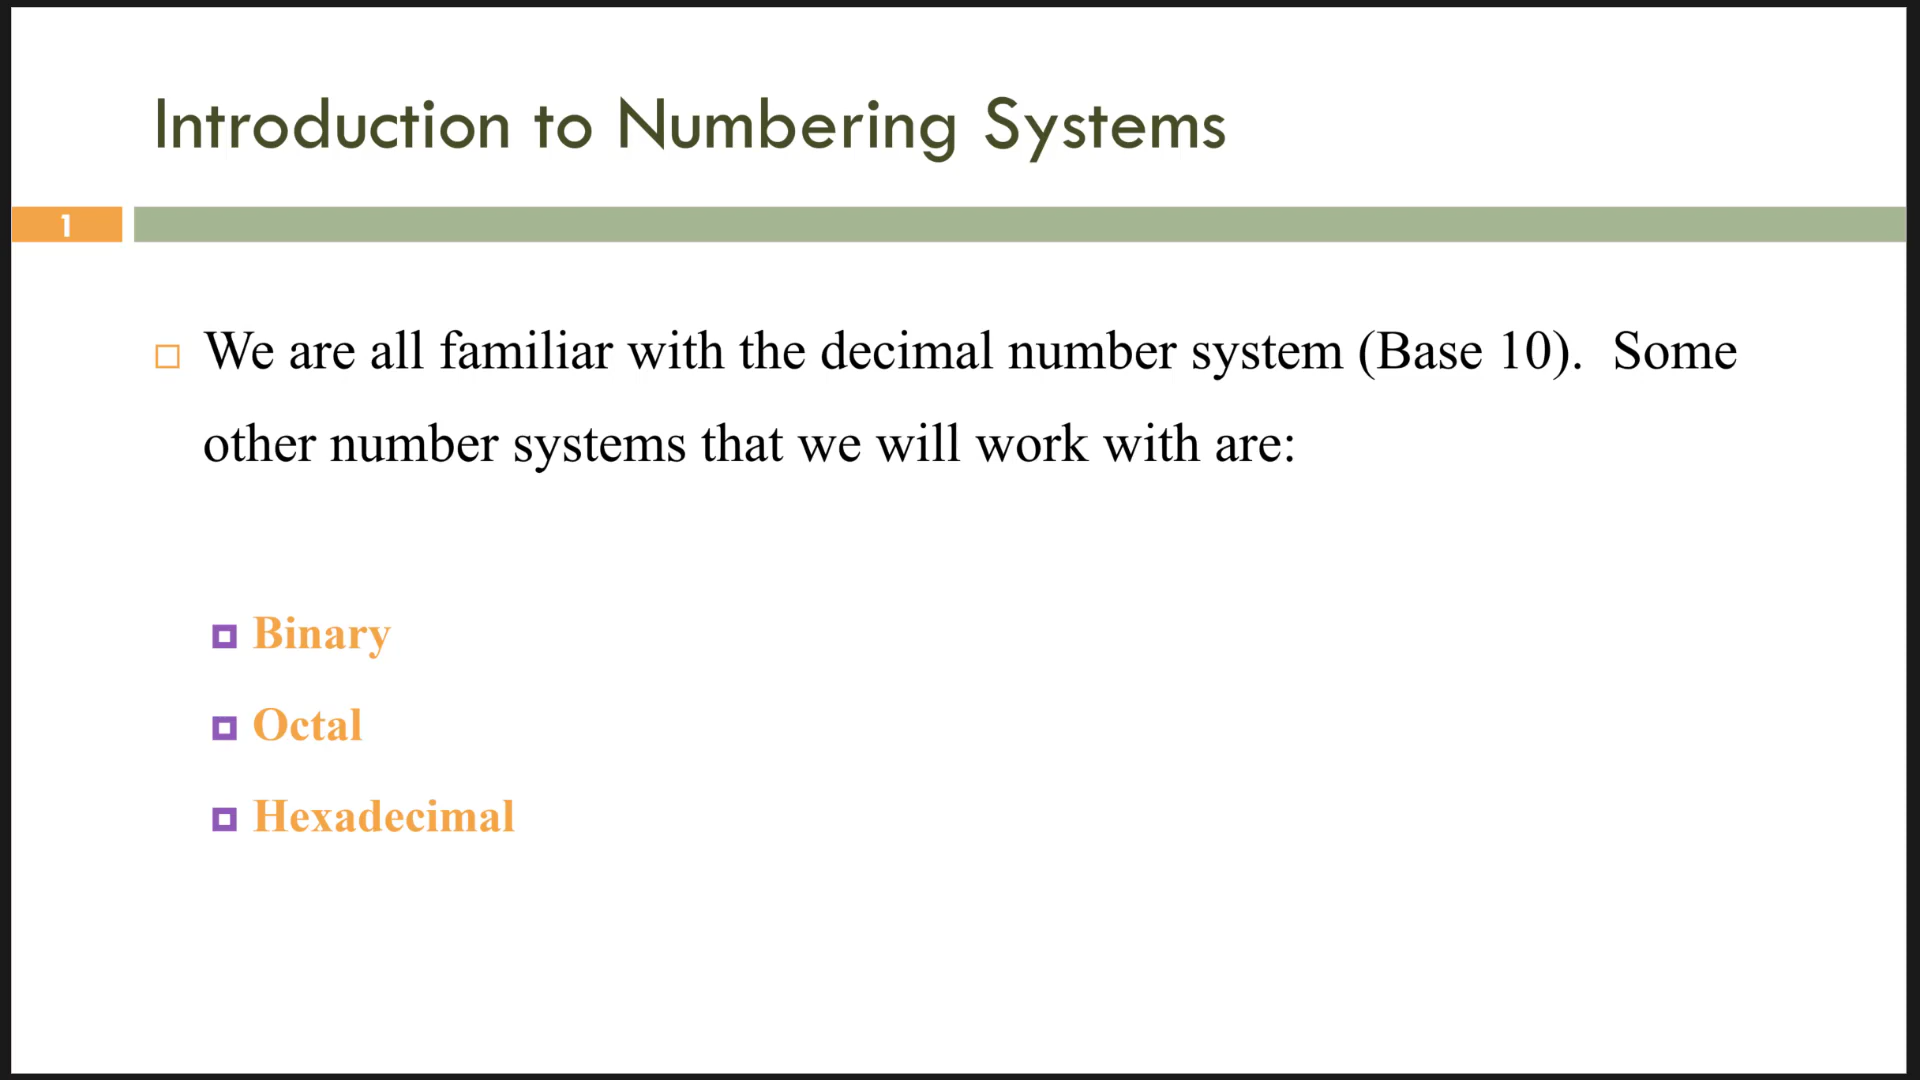 Introduction to Numbering Systems
1
We are all familiar with the decimal number system (Base 10).  Some
other number systems that we will work with are:
Binary
Octal
Hexadecimal